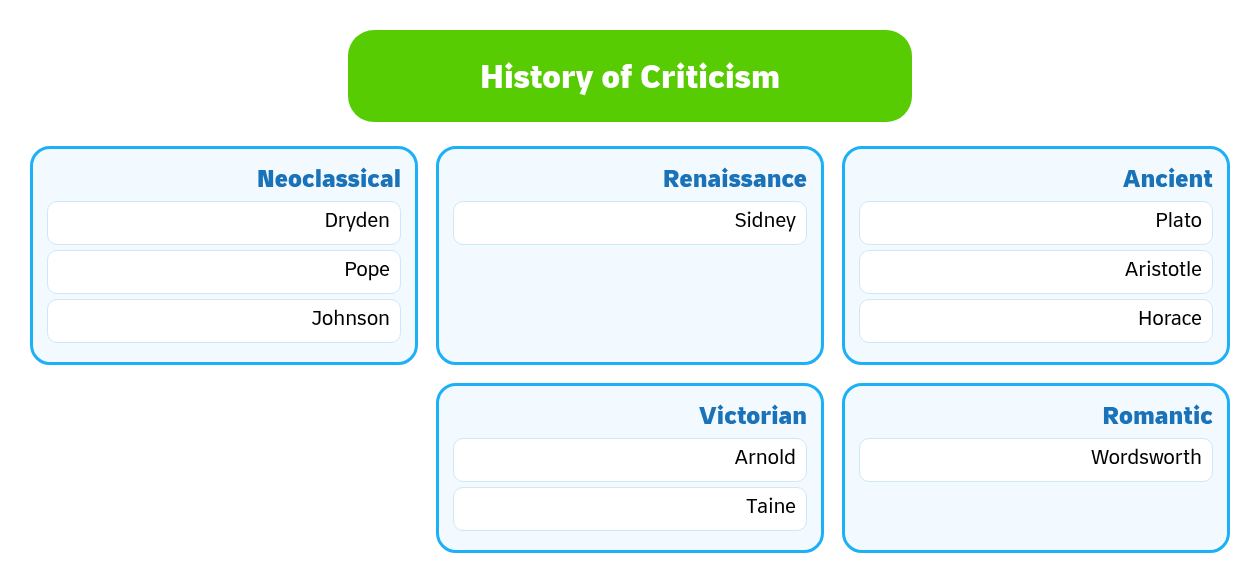 History of Criticism
Ancient
Plato
Aristotle
Horace
Renaissance
Sidney
Neoclassical
Dryden
Pope
Johnson
Romantic
Wordsworth
Victorian
Arnold
Taine